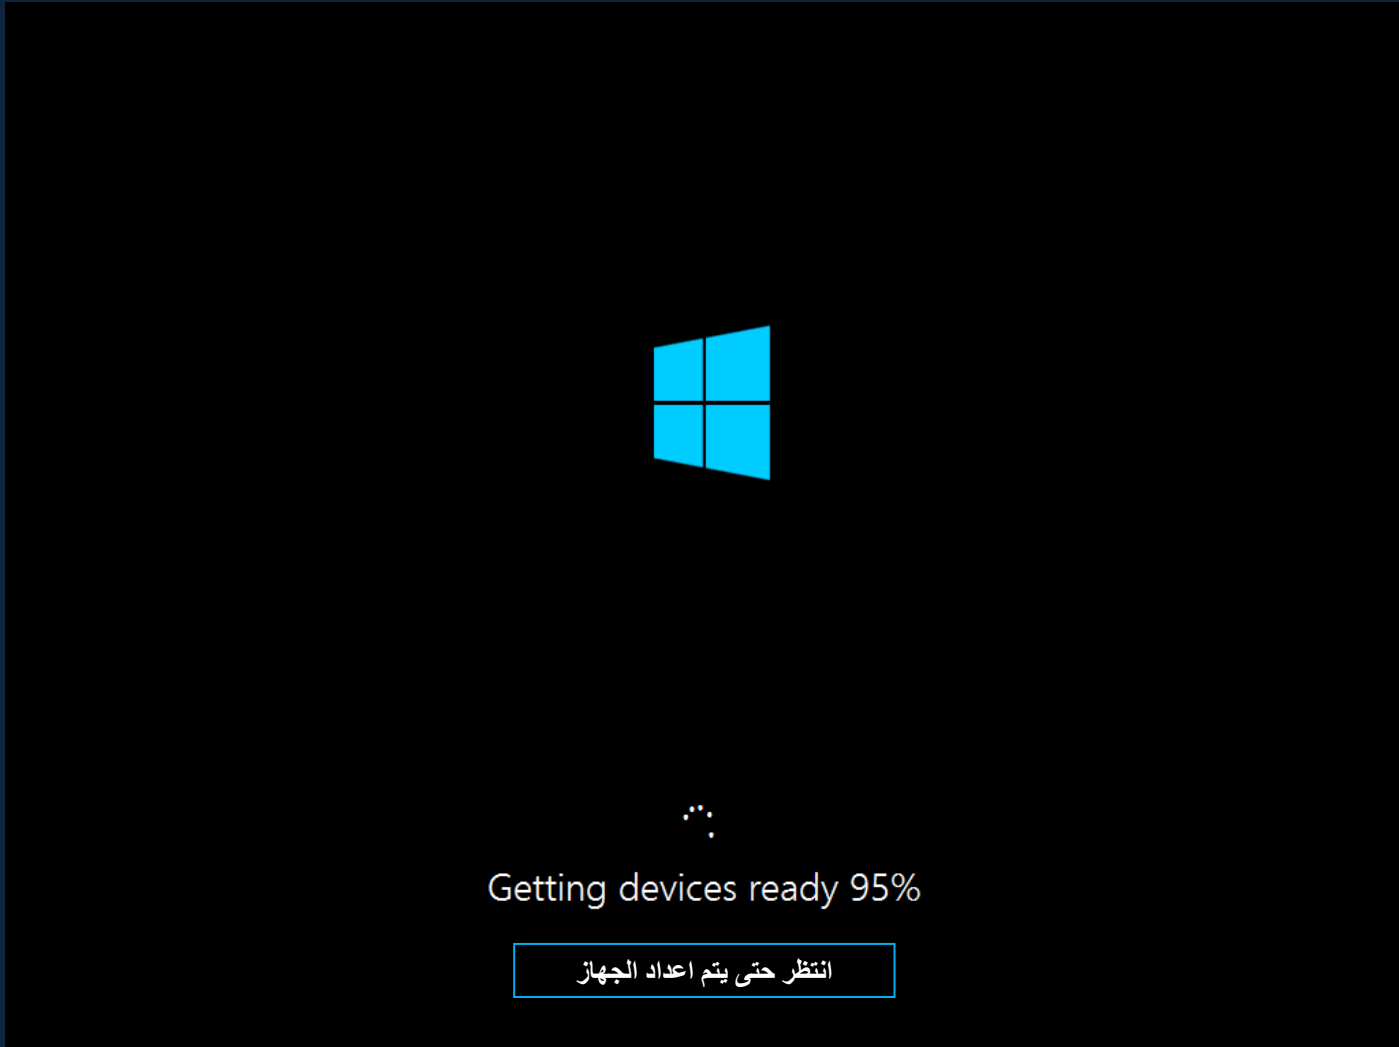 Getting devices ready 95%
انتظر حتى يتم اعداد الجهاز